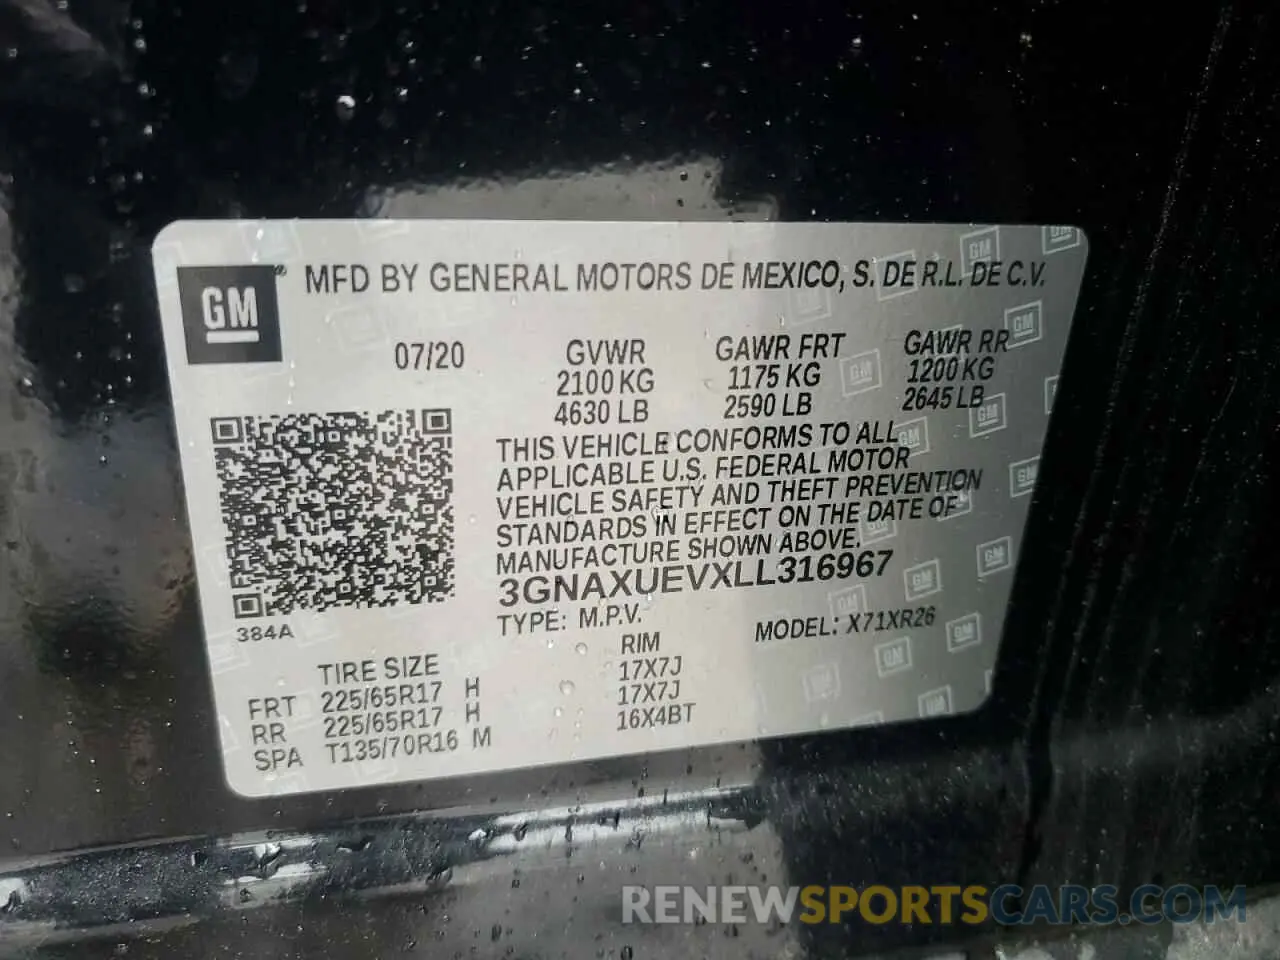 GM® MFD BY GENERAL MOTORS DE MEXICO, S. DE R.L. DE C.V.
07/20 GVWR GAWR FRT GAWR RR
2100 KG 1175 KG 1200 KG
4630 LB 2590 LB 2645 LB
THIS VEHICLE CONFORMS TO ALL
APPLICABLE U.S. FEDERAL MOTOR
VEHICLE SAFETY AND THEFT PREVENTION
STANDARDS IN EFFECT ON THE DATE OF
MANUFACTURE SHOWN ABOVE.
3GNAXUEVXLL316967
384A
TYPE: M.P.V. MODEL: X71XR26
TIRE SIZE RIM
FRT 225/65R17 H 17X7J
RR 225/65R17 H 17X7J
SPA T135/70R16 M 16X4BT
RENEWSPORTSCARS.COM